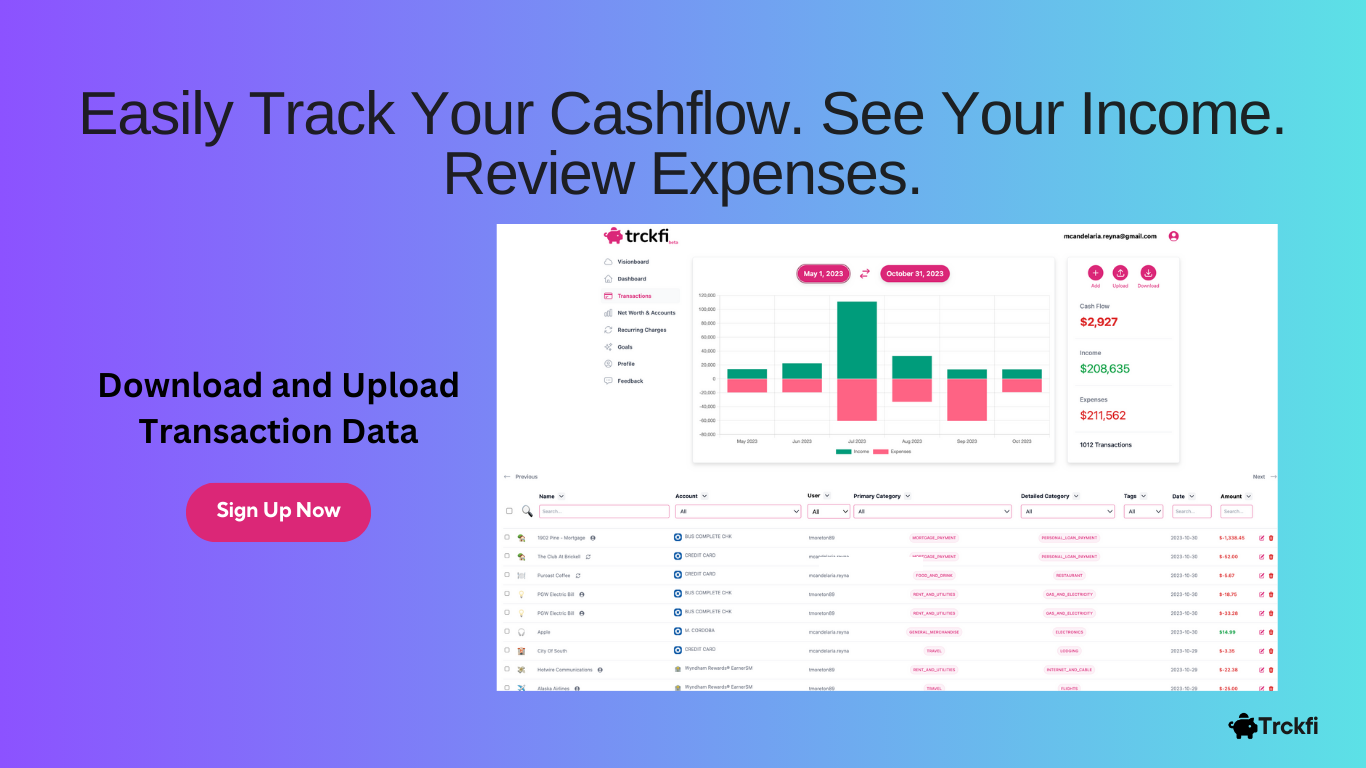 Easily Track Your Cashflow. See Your Income.
Review Expenses.
Download and Upload
Transaction Data
Sign Up Now
trckfi
beta
mcandelaria.reyna@gmail.com
Visionboard
Dashboard
Transactions
Net Worth & Accounts
Recurring Charges
Goals
Profile
Feedback
May 1, 2023
October 31, 2023
120,000
100,000
80,000
60,000
40,000
20,000
0
-20,000
-40,000
-60,000
-80,000
May 2023 Jun 2023 Jul 2023 Aug 2023 Sep 2023 Oct 2023
Income Expenses
Add Upload Download
Cash Flow
$2,927
Income
$208,635
Expenses
$211,562
1012 Transactions
← Previous
Next →
Name Account User Primary Category Detailed Category Tags Date Amount
Search... All All All All All Search... Search...
1802 Pine - Mortgage BUS COMPLETE CHK tmoreton89 MORTGAGE_PAYMENT PERSONAL_LOAN_PAYMENT 2023-10-30 $-1,338.45
The Club At Brickell CREDIT CARD PERSONAL_LOAN_PAYMENT 2023-10-30 $-52.00
Puroast Coffee CREDIT CARD mcandelaria.reyna FOOD_AND_DRINK RESTAURANT 2023-10-30 $-5.67
PGW Electric Bill BUS COMPLETE CHK tmoreton89 RENT_AND_UTILITIES GAS_AND_ELECTRICITY 2023-10-30 $-18.75
PGW Electric Bill BUS COMPLETE CHK tmoreton89 RENT_AND_UTILITIES GAS_AND_ELECTRICITY 2023-10-30 $-33.28
Apple M. CORDOBA mcandelaria.reyna GENERAL_MERCHANDISE ELECTRONICS 2023-10-30 $14.99
City Of South CREDIT CARD mcandelaria.reyna TRAVEL LODGING 2023-10-29 $-3.35
Hotwire Communications Wyndham Rewards® EarnerSM tmoreton89 RENT_AND_UTILITIES INTERNET_AND_CABLE 2023-10-29 $-22.38
Alaska Airlines Wyndham Rewards® EarnerSM tmoreton89 TRAVEL FLIGHTS 2023-10-29 $-25.00
Trckfi